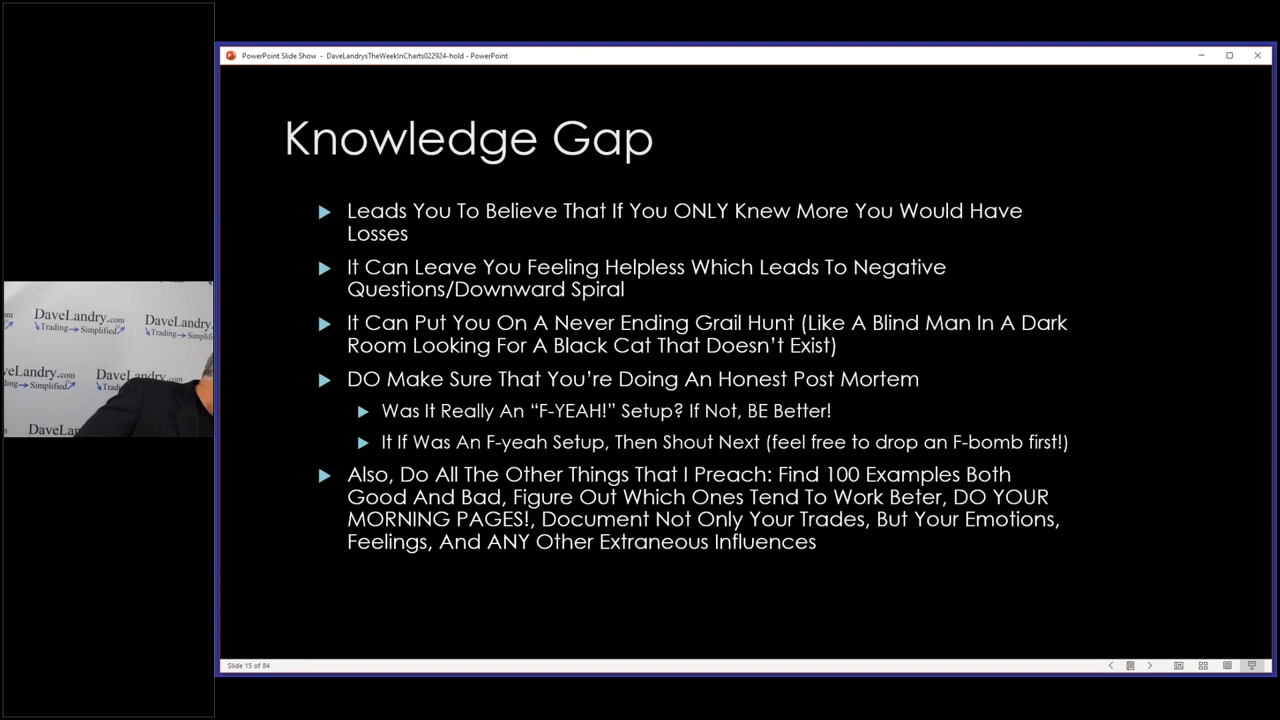 PowerPoint Slide Show - DaveLandrysTheWeekInCharts022924-hold - PowerPoint
Knowledge Gap
Leads You To Believe That If You ONLY Knew More You Would Have
Losses
It Can Leave You Feeling Helpless Which Leads To Negative
Questions/Downward Spiral
It Can Put You On A Never Ending Grail Hunt (Like A Blind Man In A Dark
Room Looking For A Black Cat That Doesn't Exist)
DO Make Sure That You're Doing An Honest Post Mortem
Was It Really An "F-YEAH!" Setup? If Not, BE Better!
It If Was An F-yeah Setup, Then Shout Next (feel free to drop an F-bomb first!)
Also, Do All The Other Things That I Preach: Find 100 Examples Both
Good And Bad, Figure Out Which Ones Tend To Work Beter, DO YOUR
MORNING PAGES!, Document Not Only Your Trades, But Your Emotions,
Feelings, And ANY Other Extraneous Influences
DaveLandry.com
Trading Simplified
DaveLandry
Trading Simplif
Landry.com
Simplified
DaveLandry.com
Trad
DaveLan
Slide 15 of 84